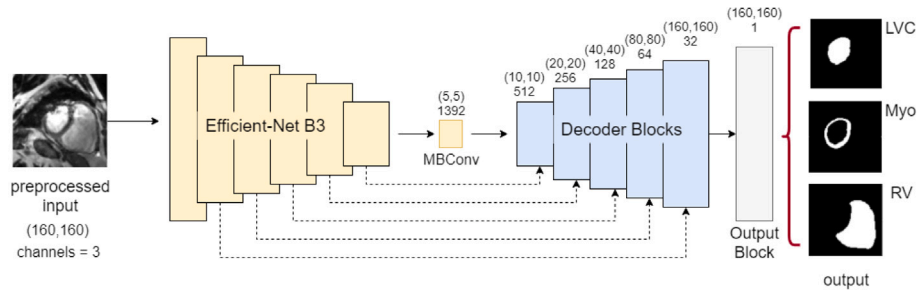 preprocessed
input
(160,160)
channels = 3
Efficient-Net B3
(5,5)
1392
MBConv
(10,10)
512
(20,20)
256
(40,40)
128
(80,80)
64
(160,160)
32
Decoder Blocks
(160,160)
1
Output
Block
LVC
Myo
RV
output